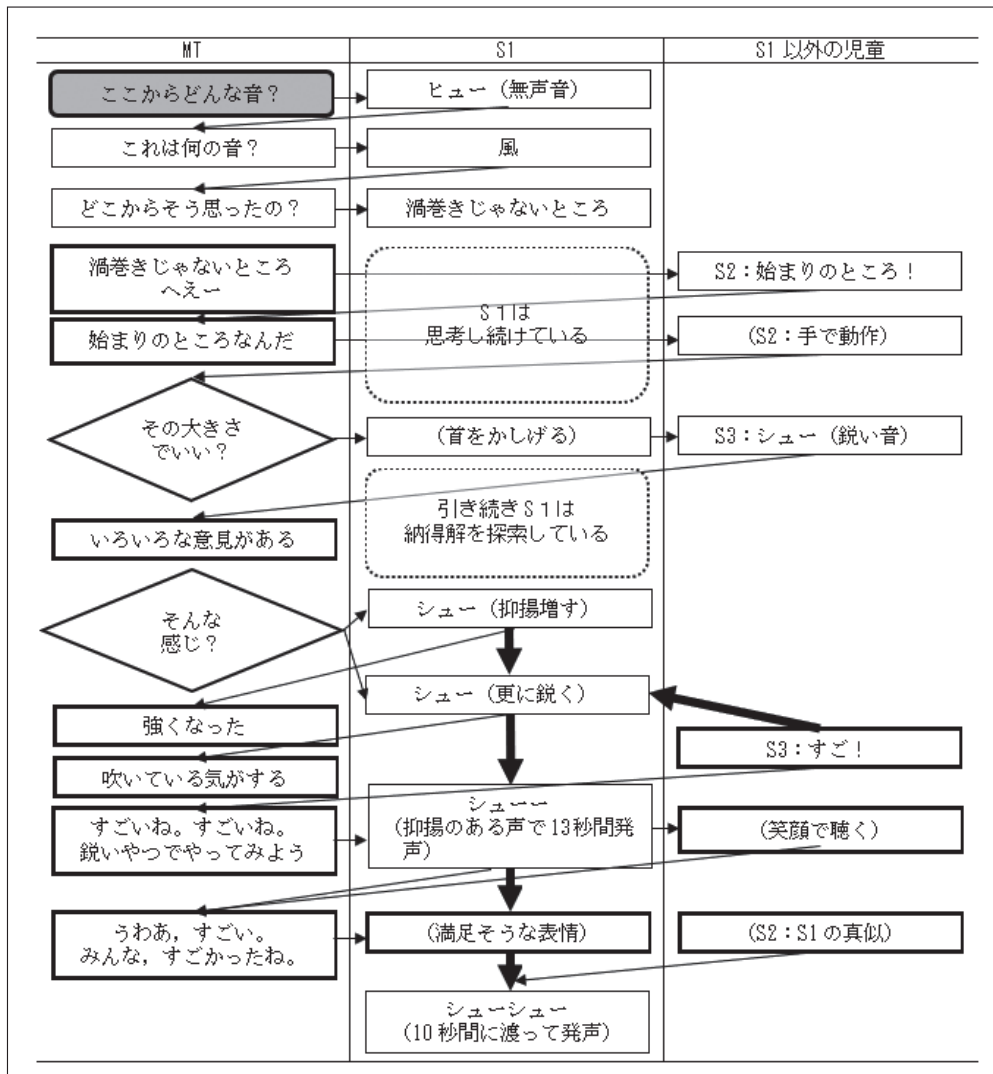 MT
S1
S1 以外の児童
ここからどんな音?
ヒュー(無声音)
これは何の音?
風
どこからそう思ったの?
渦巻きじゃないところ
渦巻きじゃないところ
へえー
S2:始まりのところ!
S1は
思考し続けている
始まりのところなんだ
(S2:手で動作)
その大きさ
でいい?
(首をかしげる)
S3:シュー(鋭い音)
引き続きS1は
納得解を探索している
いろいろな意見がある
そんな
感じ?
シュー(抑揚増す)
シュー(更に鋭く)
強くなった
S3:すご!
吹いている気がする
シューー
(抑揚のある声で13秒間発
声)
すごいね。すごいね。
鋭いやつでやってみよう
(笑顔で聴く)
うわあ,すごい。
みんな,すごかったね。
(満足そうな表情)
(S2:S1の真似)
シューシュー
(10秒間に渡って発声)